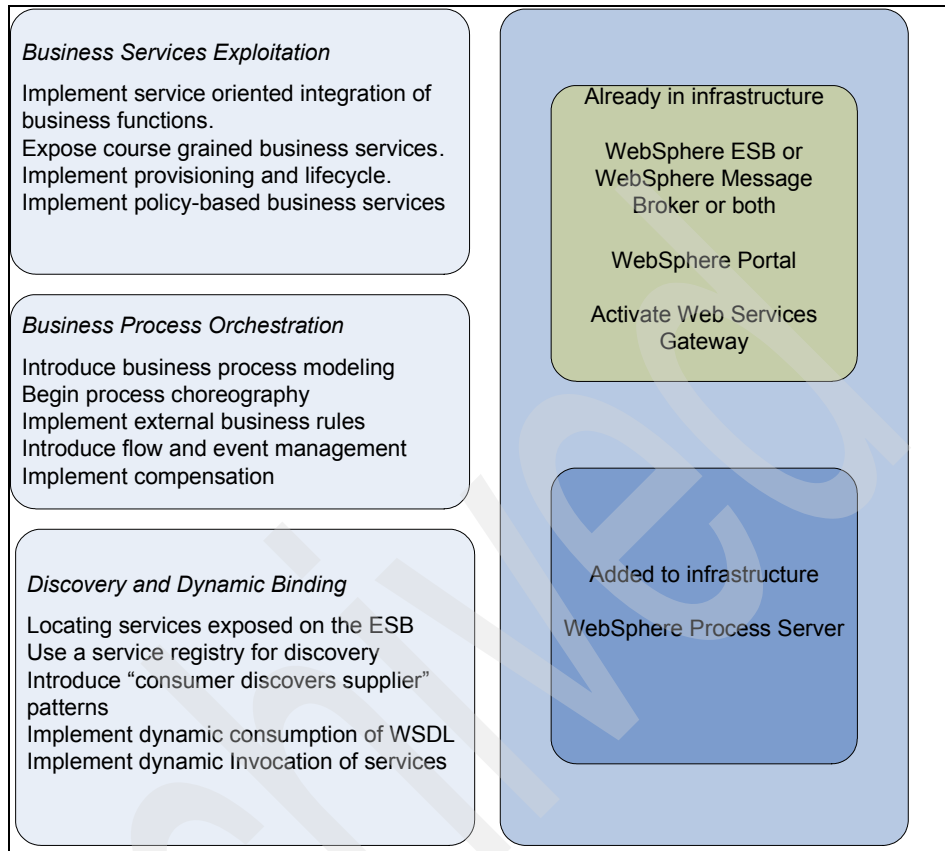 Business Services Exploitation
Implement service oriented integration of
business functions.
Expose course grained business services.
Implement provisioning and lifecycle.
Implement policy-based business services
Business Process Orchestration
Introduce business process modeling
Begin process choreography
Implement external business rules
Introduce flow and event management
Implement compensation
Discovery and Dynamic Binding
Locating services exposed on the ESB
Use a service registry for discovery
Introduce “consumer discovers supplier”
patterns
Implement dynamic consumption of WSDL
Implement dynamic Invocation of services
Already in infrastructure
WebSphere ESB or
WebSphere Message
Broker or both
WebSphere Portal
Activate Web Services
Gateway
Added to infrastructure
WebSphere Process Server